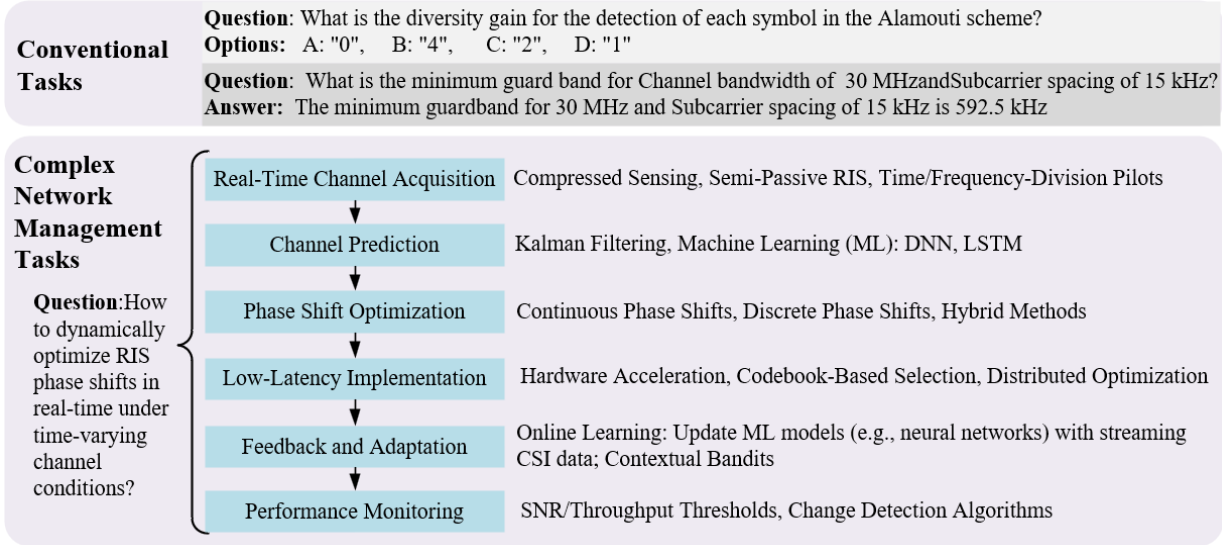 Conventional
Tasks
Question: What is the diversity gain for the detection of each symbol in the Alamouti scheme?
Options: A: "0", B: "4", C: "2", D: "1"
Question: What is the minimum guard band for Channel bandwidth of 30 MHzandSubcarrier spacing of 15 kHz?
Answer: The minimum guardband for 30 MHz and Subcarrier spacing of 15 kHz is 592.5 kHz
Complex
Network
Management
Tasks
Question:How
to dynamically
optimize RIS
phase shifts in
real-time under
time-varying
channel
conditions?
Real-Time Channel Acquisition
Compressed Sensing, Semi-Passive RIS, Time/Frequency-Division Pilots
Channel Prediction
Kalman Filtering, Machine Learning (ML): DNN, LSTM
Phase Shift Optimization
Continuous Phase Shifts, Discrete Phase Shifts, Hybrid Methods
Low-Latency Implementation
Hardware Acceleration, Codebook-Based Selection, Distributed Optimization
Feedback and Adaptation
Online Learning: Update ML models (e.g., neural networks) with streaming
CSI data; Contextual Bandits
Performance Monitoring
SNR/Throughput Thresholds, Change Detection Algorithms